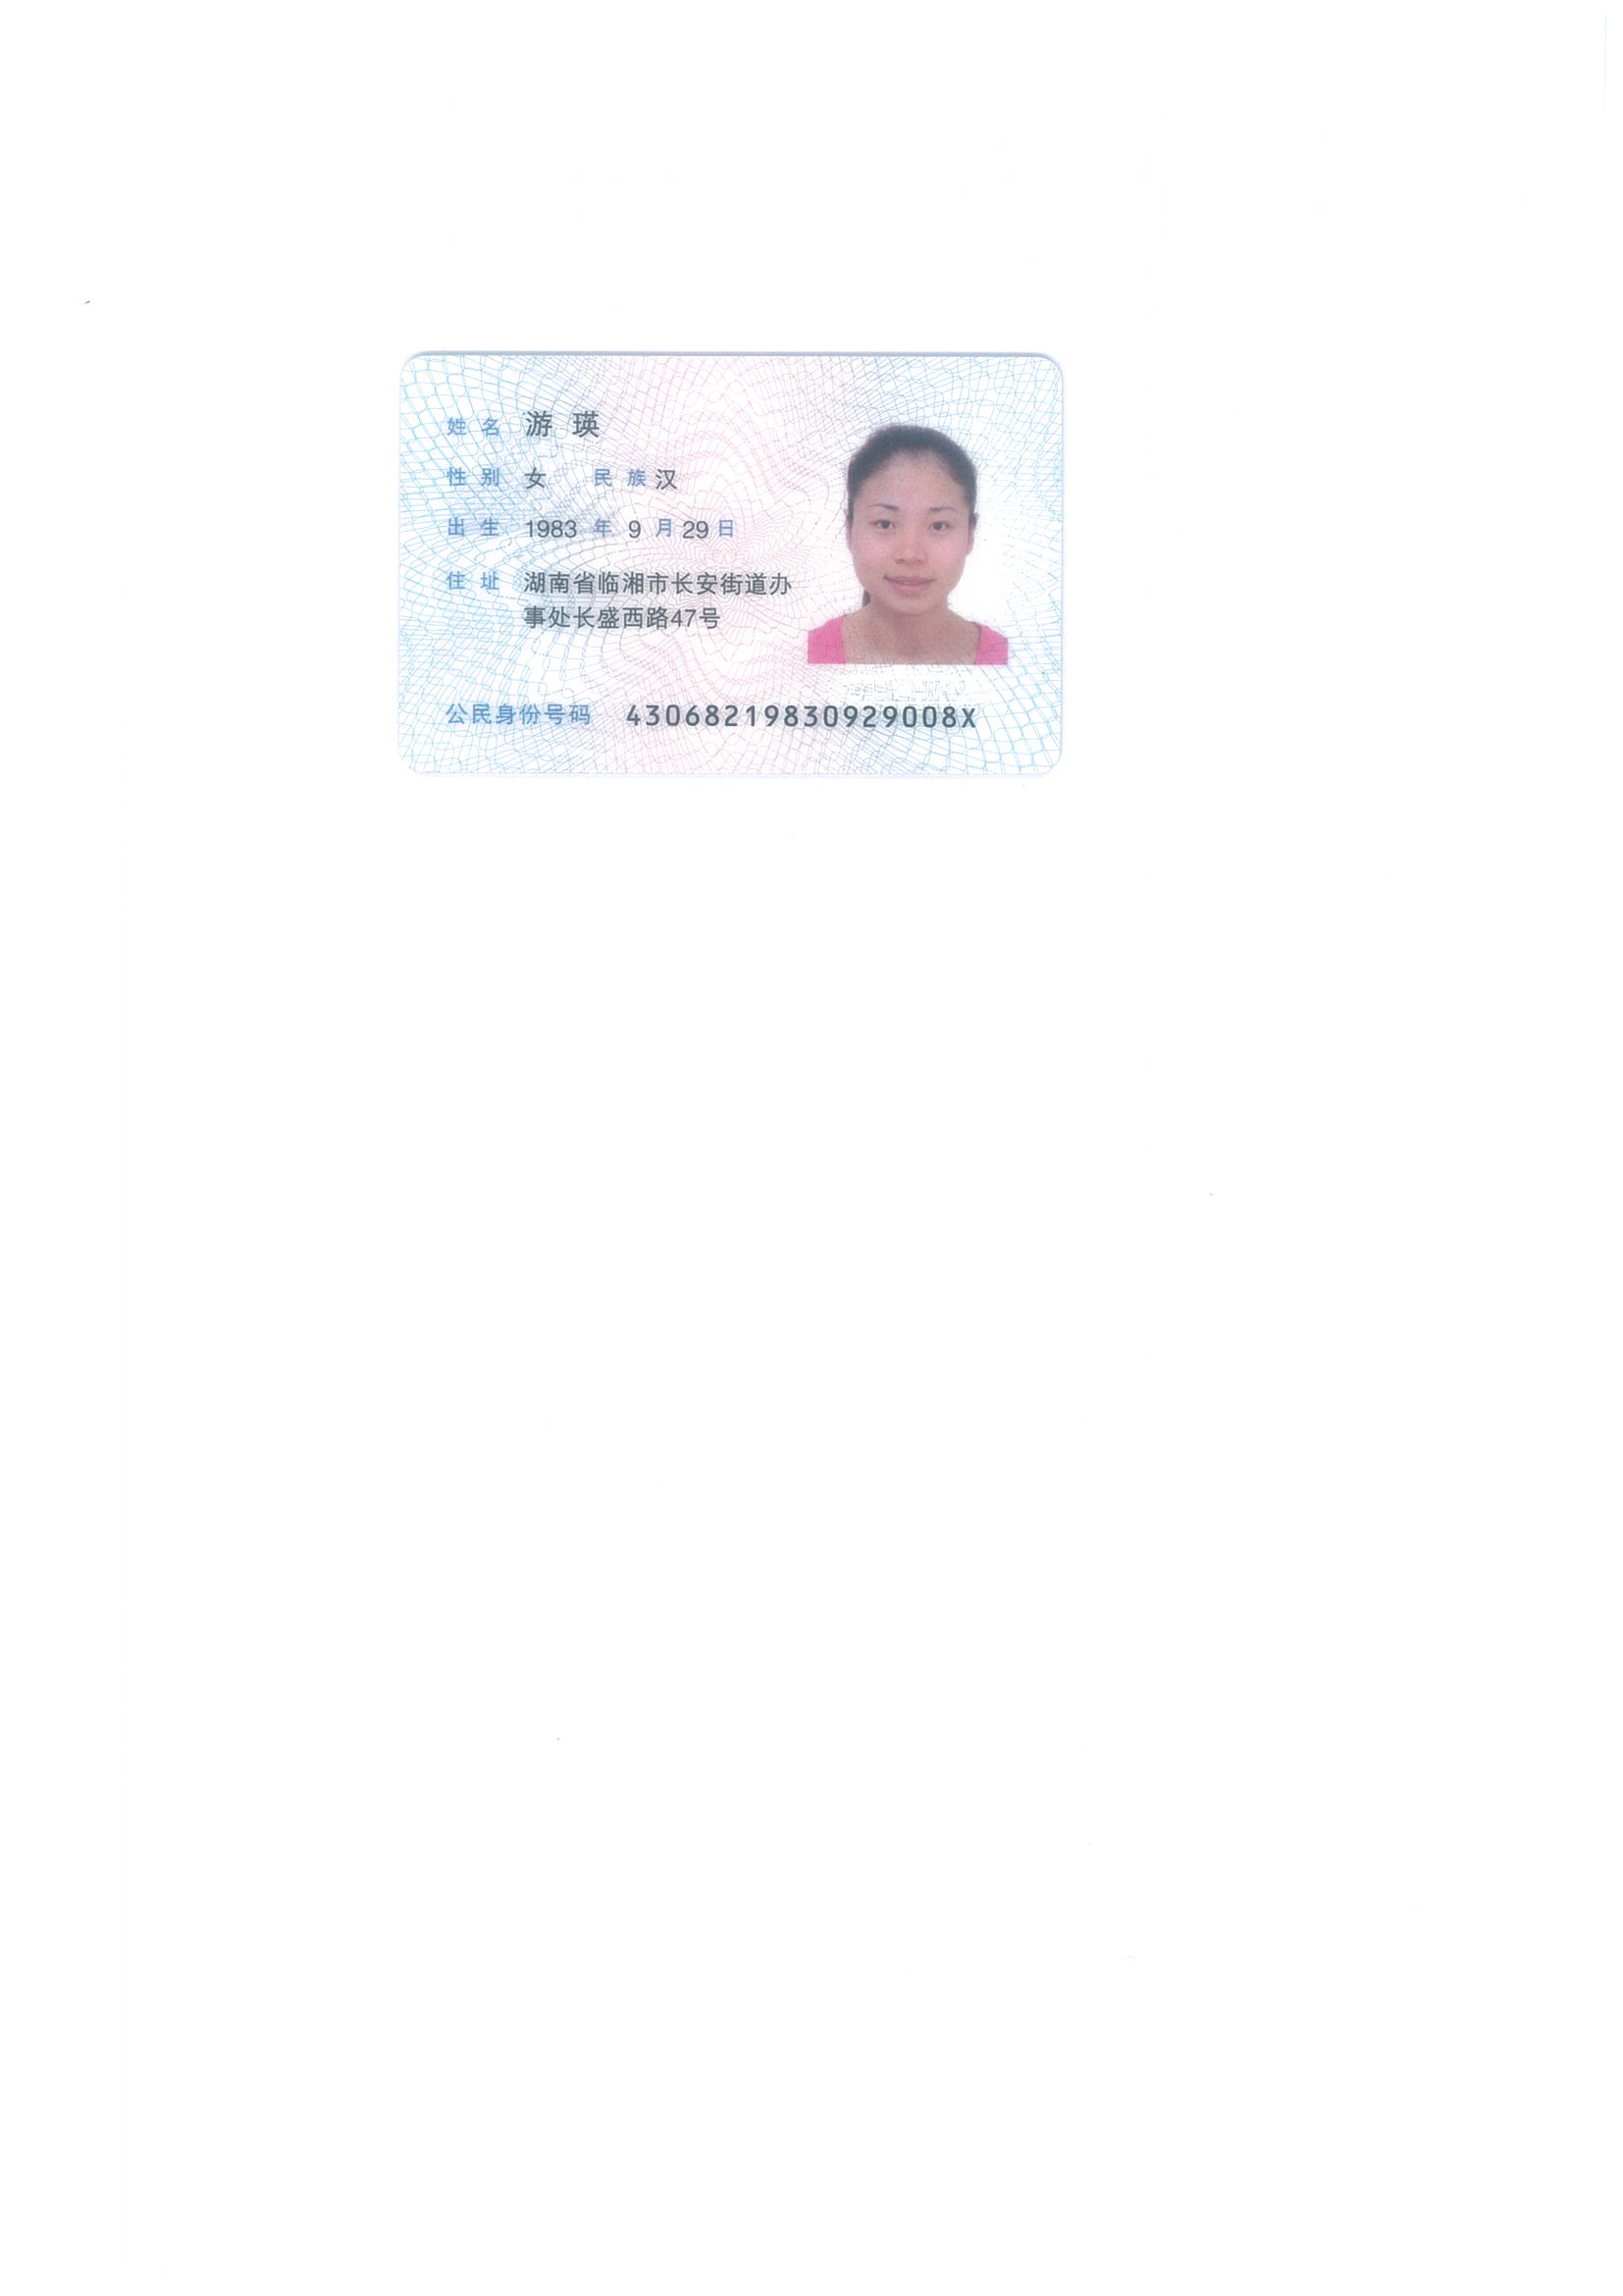 姓名 游瑛
性别 女 民族 汉
出生 1983 年 9 月 29 日
住址 湖南省临湘市长安街道办
事处长盛西路47号
公民身份号码 43068219830929008X